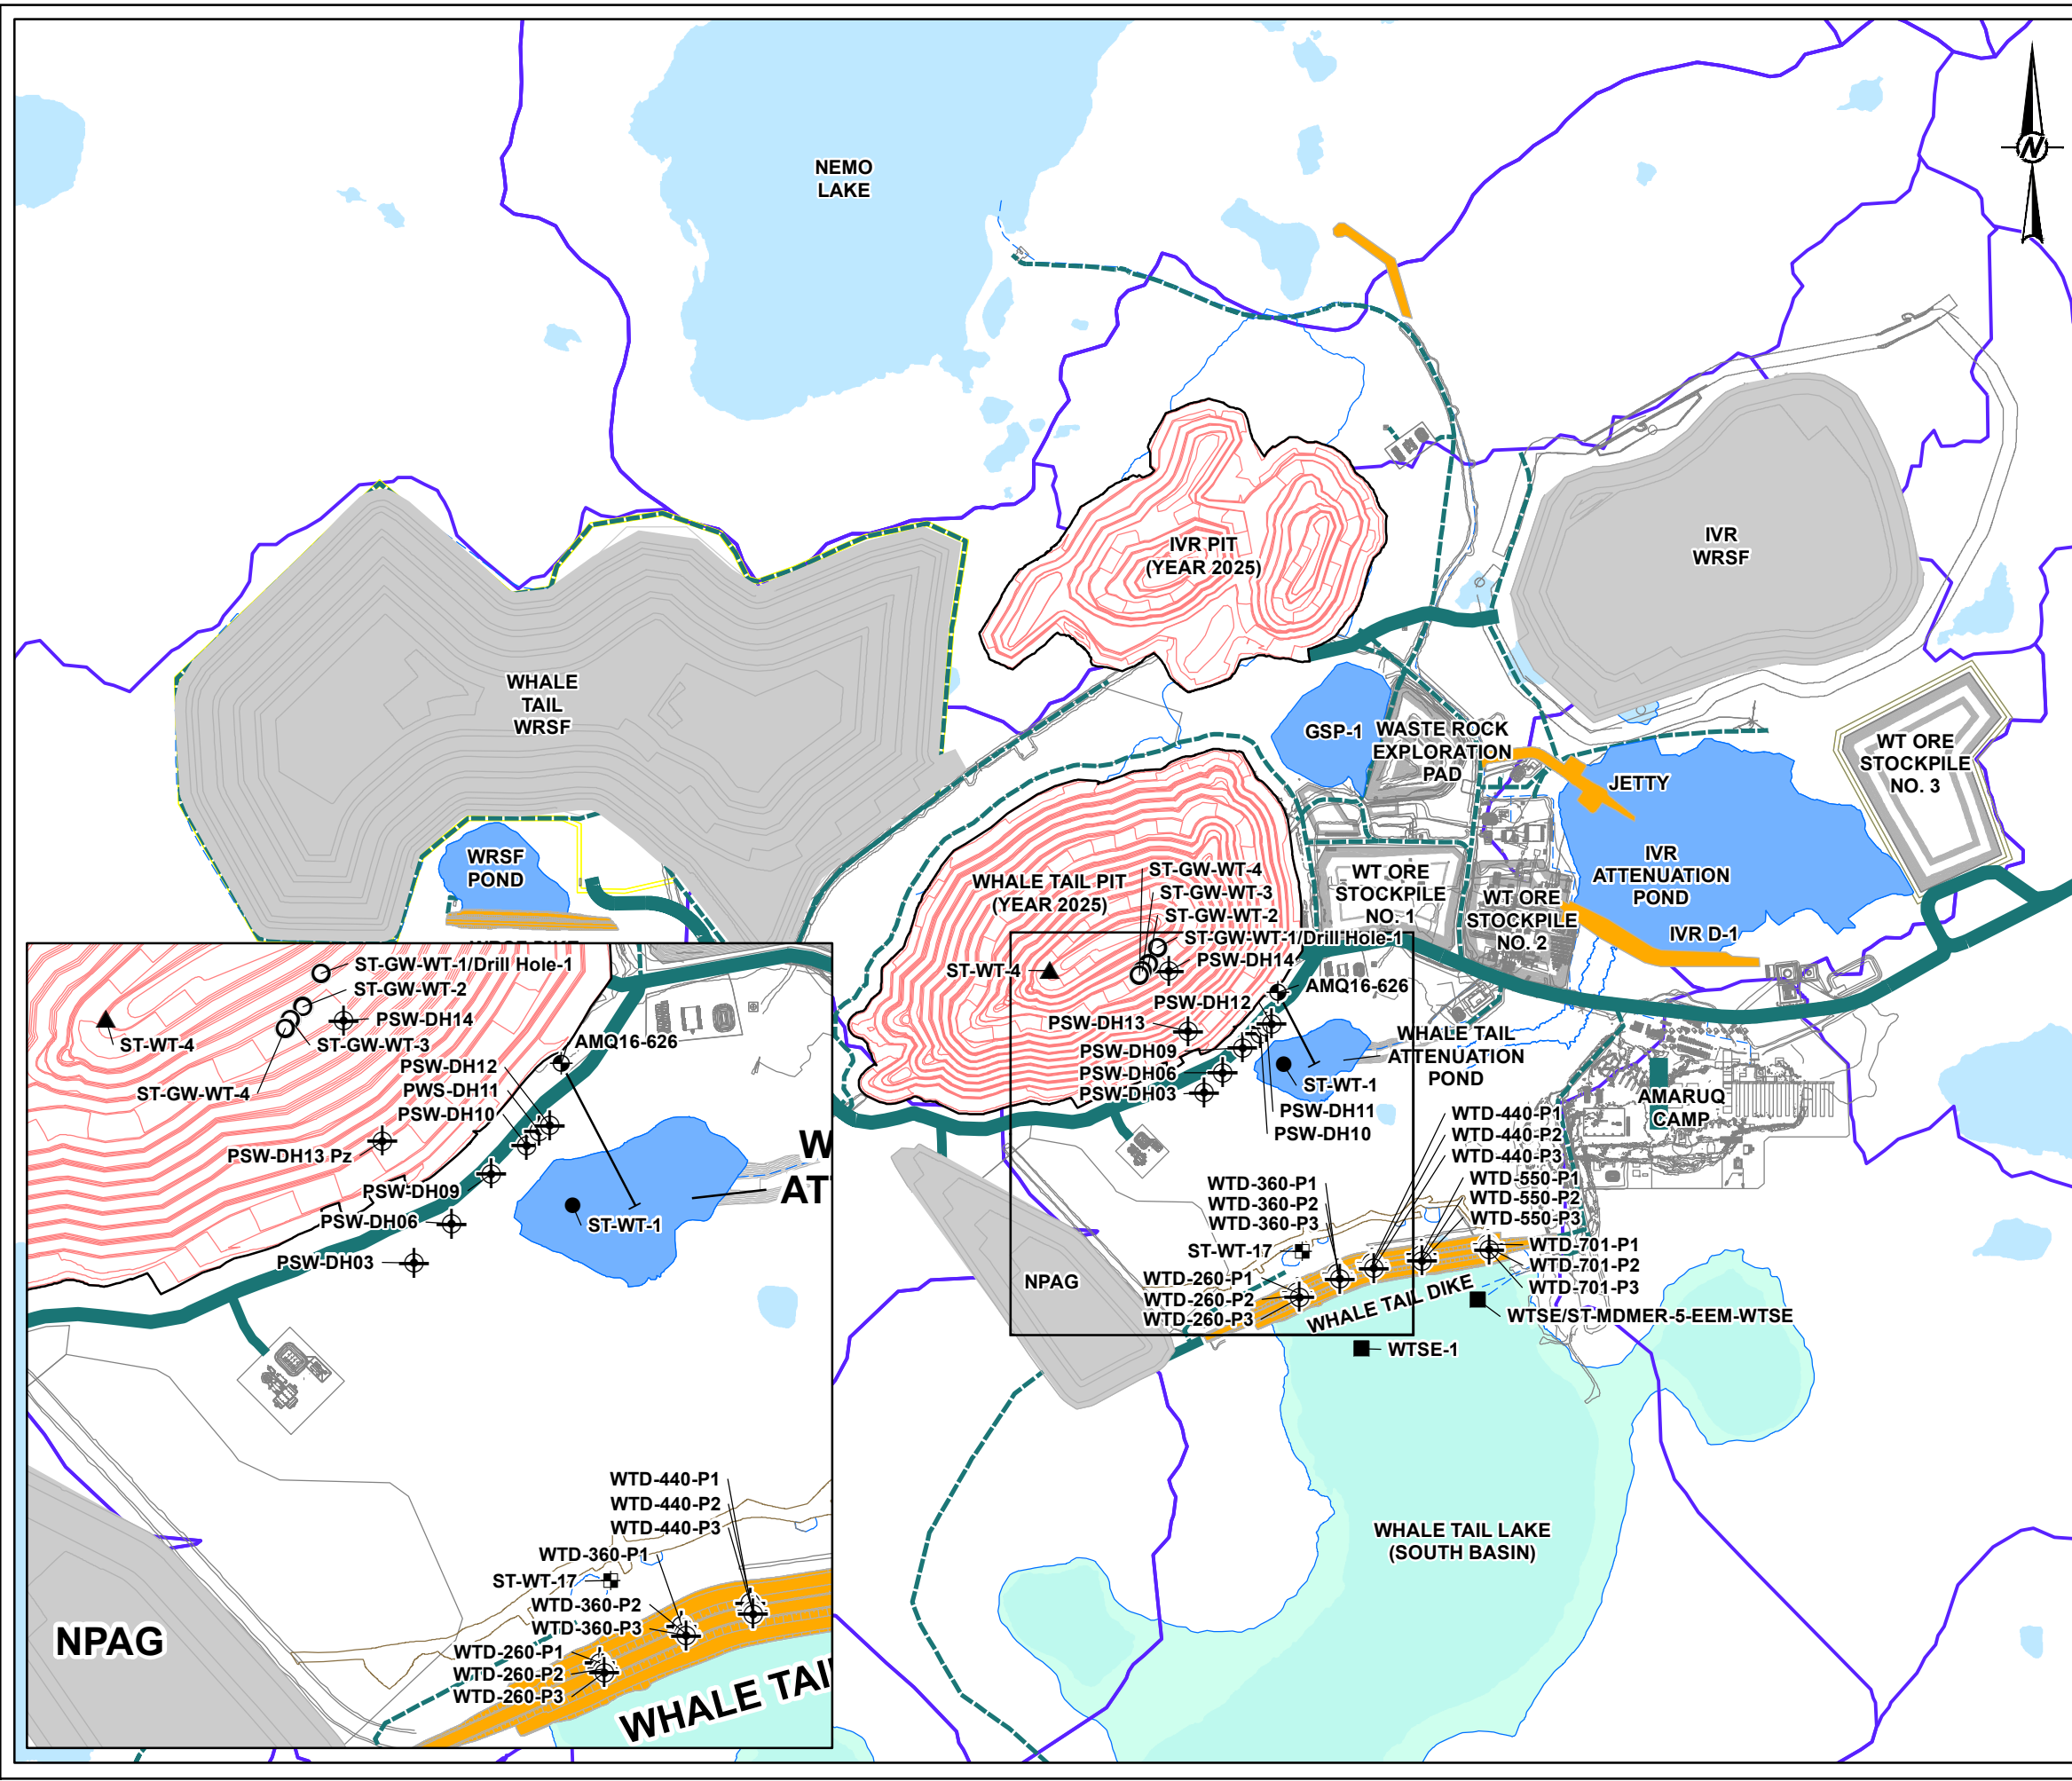 NEMO
LAKE
N
IVR PIT
(YEAR 2025)
IVR
WRSF
WHALE
TAIL
WRSF
GSP-1
WASTE ROCK
EXPLORATION
PAD
JETTY
WT ORE
STOCKPILE
NO. 3
WRSF
POND
WHALE TAIL PIT
(YEAR 2025)
ST-GW-WT-4
ST-GW-WT-3
ST-GW-WT-2
ST-GW-WT-1/Drill Hole-1
PSW-DH14
ST-WT-4
AMQ16-626
PSW-DH12
PSW-DH13
PSW-DH09
PSW-DH06
PSW-DH03
WT ORE
STOCKPILE
NO. 1
WT ORE
STOCKPILE
NO. 2
IVR
ATTENUATION
POND
IVR D-1
WHALE TAIL
ATTENUATION
POND
ST-WT-1
PSW-DH11
PSW-DH10
AMARUQ
CAMP
WTD-440-P1
WTD-440-P2
WTD-440-P3
WTD-550-P1
WTD-550-P2
WTD-550-P3
WTD-360-P1
WTD-360-P2
WTD-360-P3
ST-WT-17
WTD-260-P1
WTD-260-P2
WTD-260-P3
WTD-701-P1
WTD-701-P2
WTD-701-P3
WHALE TAIL DIKE
WTSE/ST-MDMER-5-EEM-WTSE
WTSE-1
NPAG
WHALE TAIL LAKE
(SOUTH BASIN)
ST-GW-WT-1/Drill Hole-1
ST-GW-WT-2
PSW-DH14
ST-WT-4
ST-GW-WT-3
AMQ16-626
PSW-DH12
ST-GW-WT-4
PWS-DH11
PSW-DH10
PSW-DH13 Pz
W
AT
PSW-DH09
PSW-DH06
ST-WT-1
PSW-DH03
WTD-440-P1
WTD-440-P2
WTD-440-P3
WTD-360-P1
ST-WT-17
WTD-360-P2
WTD-360-P3
NPAG
WTD-260-P1
WTD-260-P2
WTD-260-P3
WHALE TAI